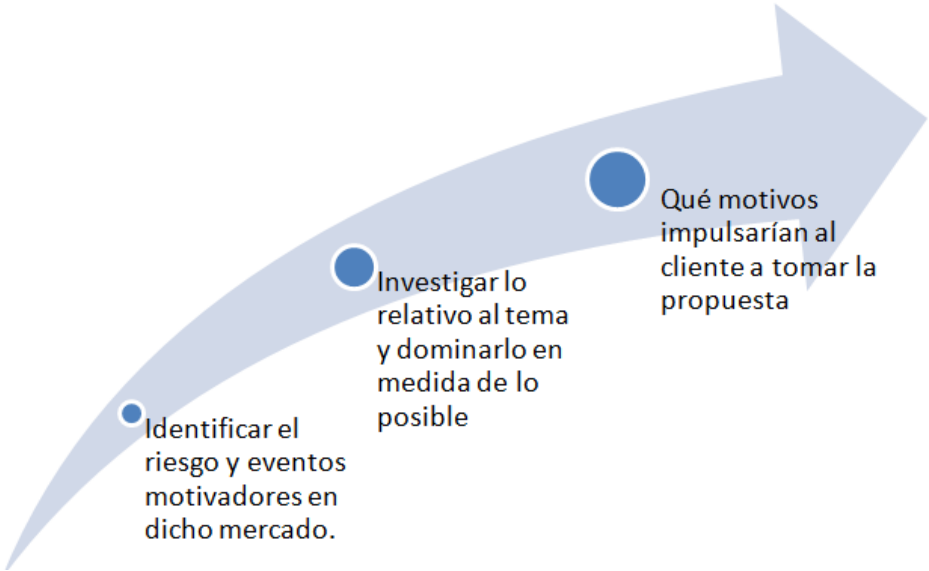 Identificar el
riesgo y eventos
motivadores en
dicho mercado.
Investigar lo
relativo al tema
y dominarlo en
medida de lo
posible
Qué motivos
impulsarían al
cliente a tomar la
propuesta